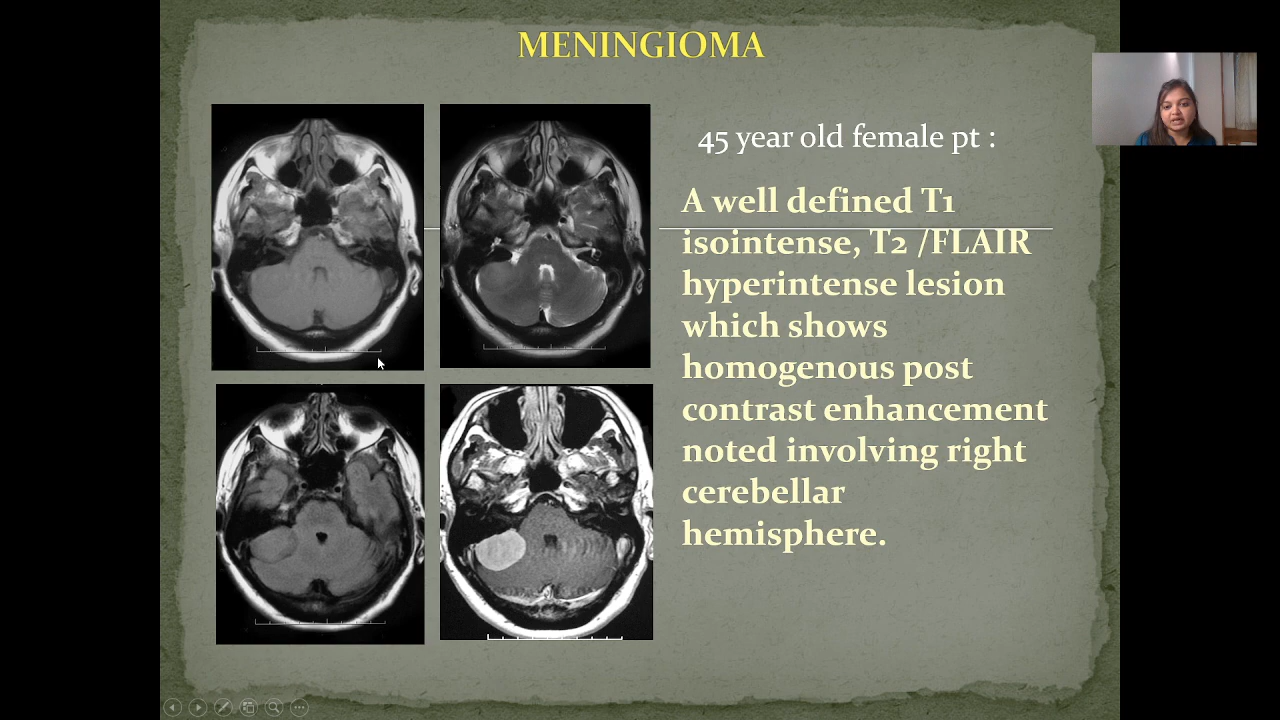 MENINGIOMA
45 year old female pt :
A well defined T1
isointense, T2 /FLAIR
hyperintense lesion
which shows
homogenous post
contrast enhancement
noted involving right
cerebellar
hemisphere.